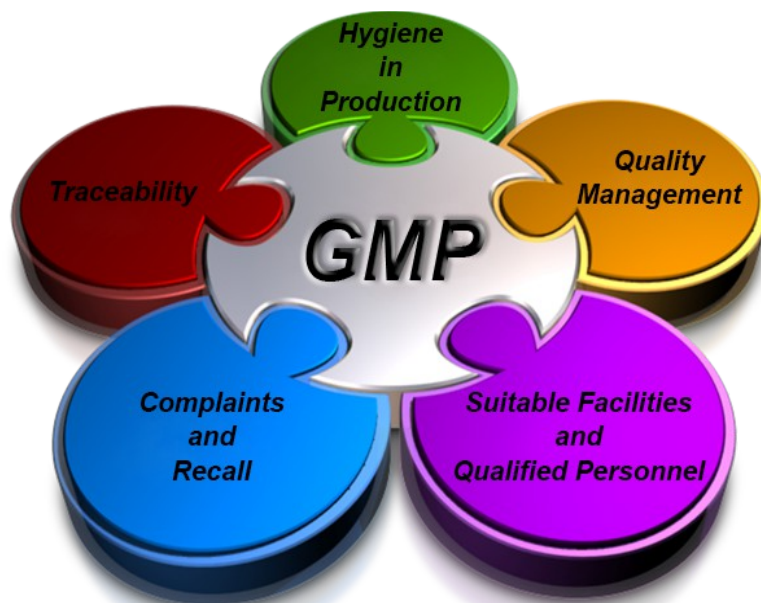 Hygiene
in
Production
Traceability
Quality
Management
GMP
Complaints
and
Recall
Suitable Facilities
and
Qualified Personnel